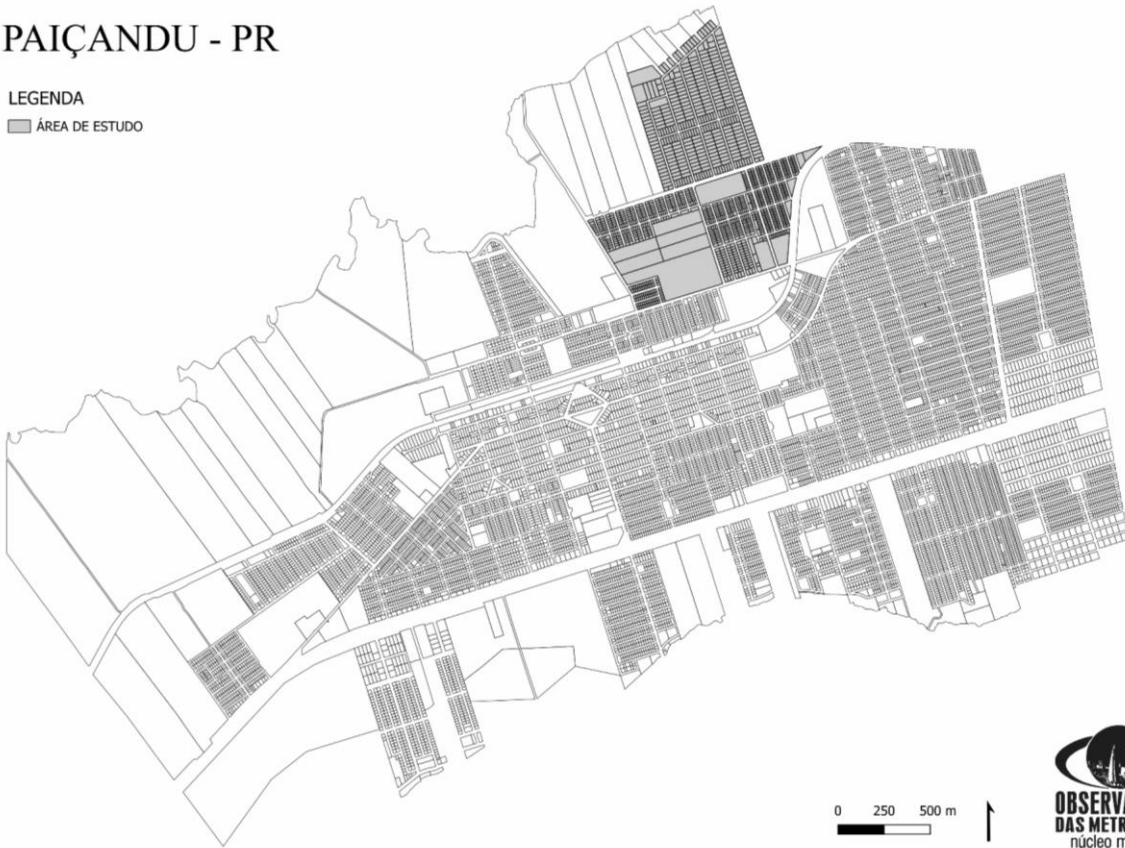 PAIÇANDU - PR
LEGENDA
ÁREA DE ESTUDO
0 250 500 m
OBSERVA
DAS METR
núcleo m